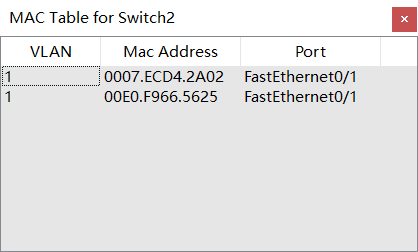 MAC Table for Switch2
VLAN Mac Address Port
1 0007.ECD4.2A02 FastEthernet0/1
1 00E0.F966.5625 FastEthernet0/1